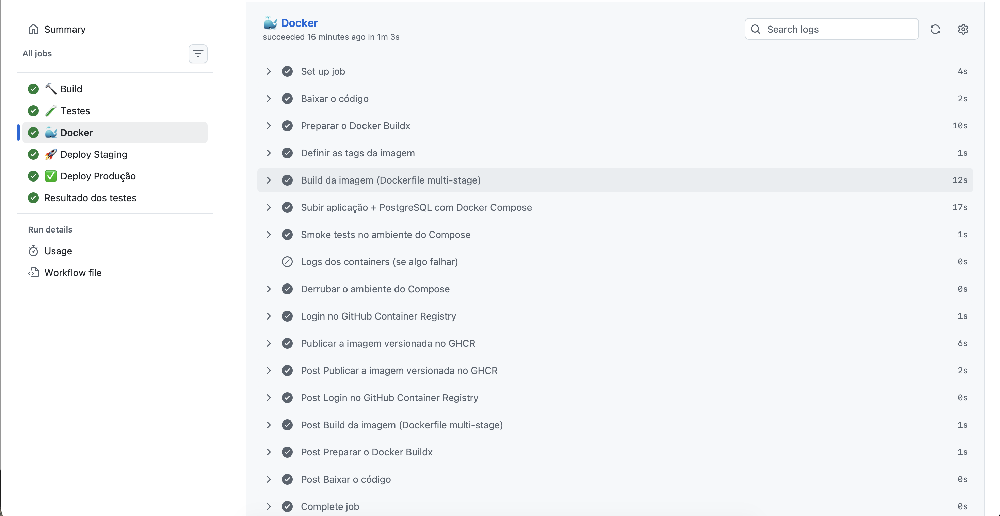 Summary
All jobs
Build
Testes
Docker
Deploy Staging
Deploy Produção
Resultado dos testes
Run details
Usage
Workflow file
Docker
succeeded 16 minutes ago in 1m 3s
Search logs
Set up job 4s
Baixar o código 2s
Preparar o Docker Buildx 10s
Definir as tags da imagem 1s
Build da imagem (Dockerfile multi-stage) 12s
Subir aplicação + PostgreSQL com Docker Compose 17s
Smoke tests no ambiente do Compose 1s
Logs dos containers (se algo falhar) 0s
Derrubar o ambiente do Compose 0s
Login no GitHub Container Registry 1s
Publicar a imagem versionada no GHCR 6s
Post Publicar a imagem versionada no GHCR 2s
Post Login no GitHub Container Registry 0s
Post Build da imagem (Dockerfile multi-stage) 1s
Post Preparar o Docker Buildx 1s
Post Baixar o código 0s
Complete job 0s